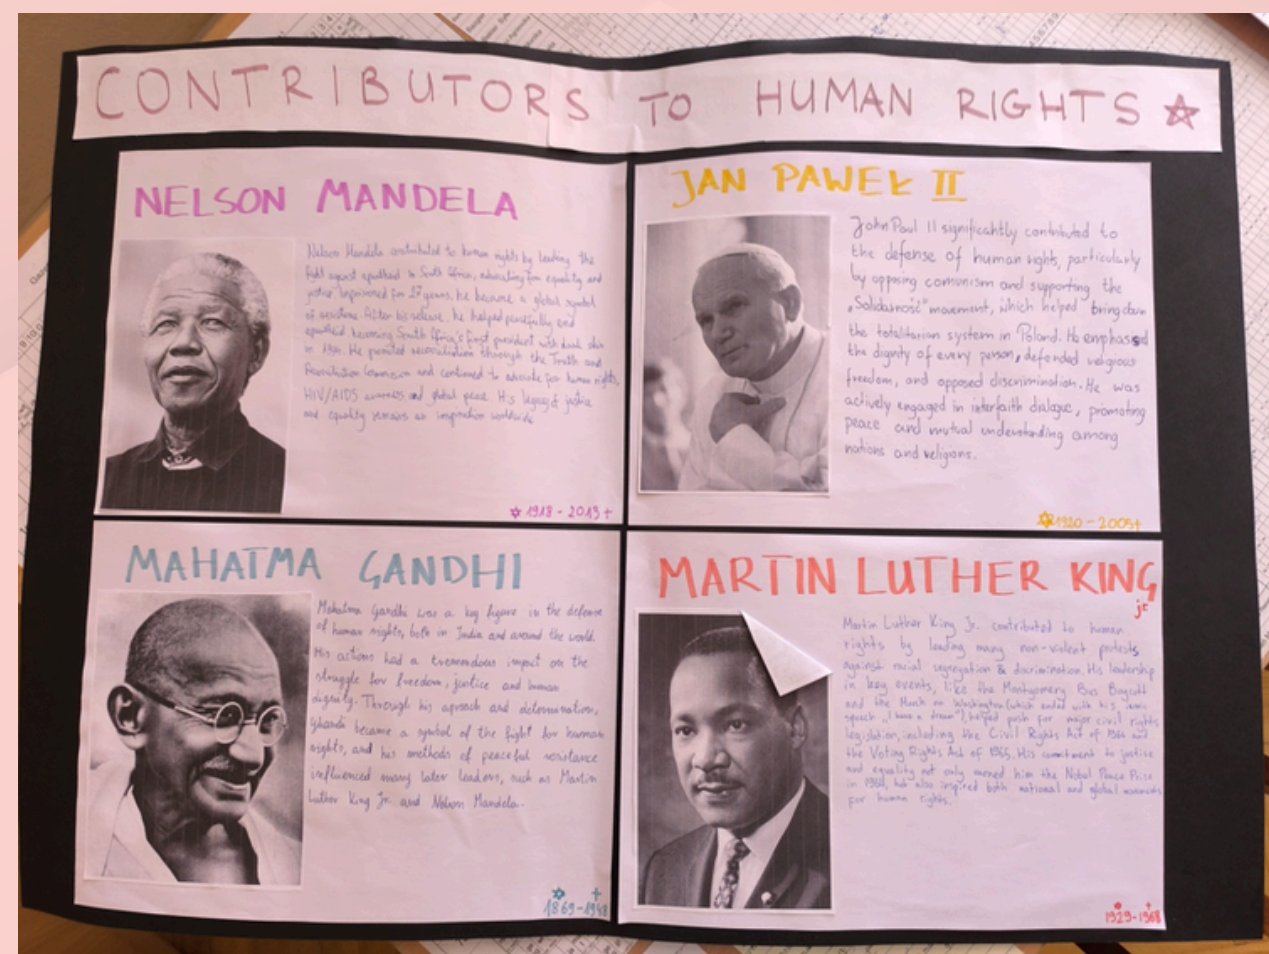 CONTRIBUTORS TO HUMAN RIGHTS
NELSON MANDELA
Nelson Mandela contributed to human rights by leading the
fight against apartheid in South Africa, advocating for equality and
justice. Imprisoned for 27 years, he became a global symbol
of resistance. After his release, he helped peacefully end
apartheid becoming South Africa's first president with dark skin
in 1994. He promoted reconciliation through the Truth and
Reconciliation Commission and continued to advocate for human rights,
HIV/AIDS awareness and global peace. His legacy of justice
and equality remains an inspiration worldwide
1918 - 2013 +
JAN PAWEŁ II
John Paul II significahtly contributed to
the defense of human rights, particularly
by opposing comunism and supporting the
„Solidarność" movement, which helped bring down
the totalitarian system in Poland. He emphased
the dignity of every person, defended religious
freedom, and opposed discrimination. He was
actively engaged in interfaith dialogue, promoting
peace and mutual understanding among
nations and religions.
1920 - 2005+
MAHATMA GANDHI
Mahatma Gandhi was a key figure in the defense
of human rights, both in India and around the world.
His actions had a tremendous impact on the
struggle for freedom, justice and human
dignity. Through his aproach and determination,
Ghandi became a symbol of the fight for human
rights, and his methods of peaceful resistance
influenced many later leaders, such as Martin
Luther King Jr. and Nelson Mandela.
1869-1948
MARTIN LUTHER KING
jr
Martin Luther King Jr. contributed to human
rights by leading many non-violent protests
against racial segregation & discrimination. His leadership
in key events, like the Montgomery Bus Boycott
and the March on Washington (which ended with his
speech „I have a dream") helped push for major civil rights
legislation, including the Civil Rights Act of 1964 and
the Voting Rights Act of 1965. His commitment to justice
and equality not only earned him the Nobel Peace Prize
in 1964, but also inspired both national and global movements
for human rights.
1929-1968